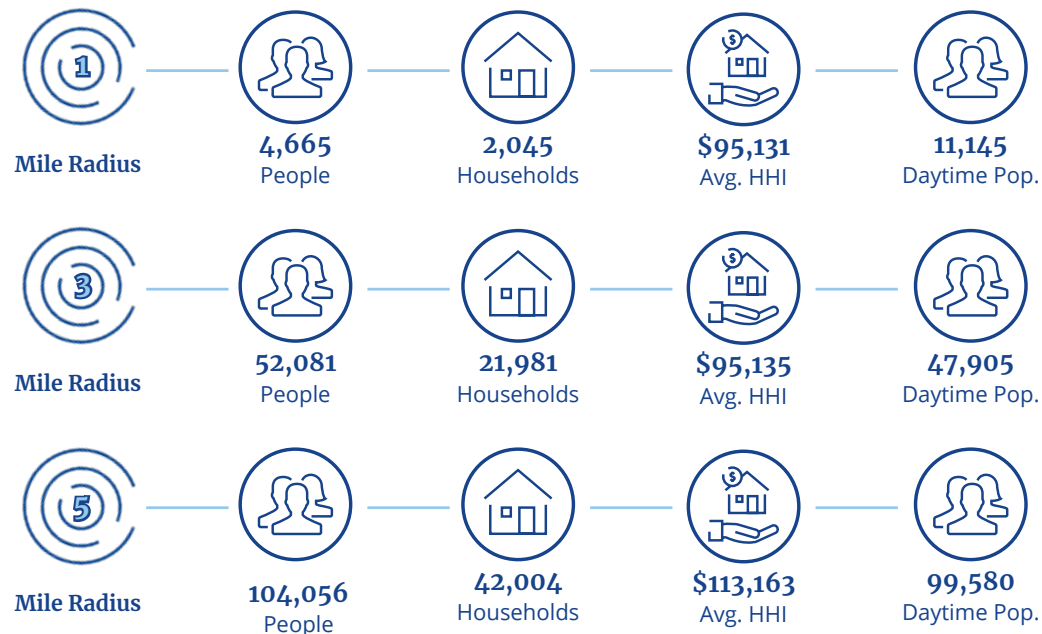 1
Mile Radius
4,665
People
2,045
Households
$
$95,131
Avg. HHI
11,145
Daytime Pop.
3
Mile Radius
52,081
People
21,981
Households
$
$95,135
Avg. HHI
47,905
Daytime Pop.
5
Mile Radius
104,056
People
42,004
Households
$
$113,163
Avg. HHI
99,580
Daytime Pop.